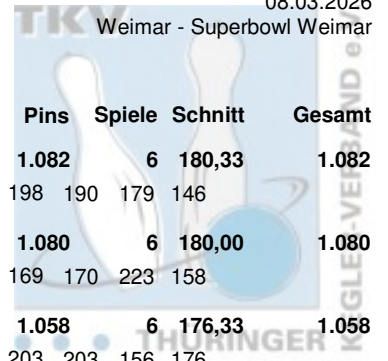 TKV
08.03.2026
Weimar - Superbowl Weimar
Pins Spiele Schnitt Gesamt
1.082 6 180,33 1.082
198 190 179 146
1.080 6 180,00 1.080
169 170 223 158
1.058 6 176,33 1.058
203 203 156 176
THÜRINGER
KEGLER-VERBAND e.V